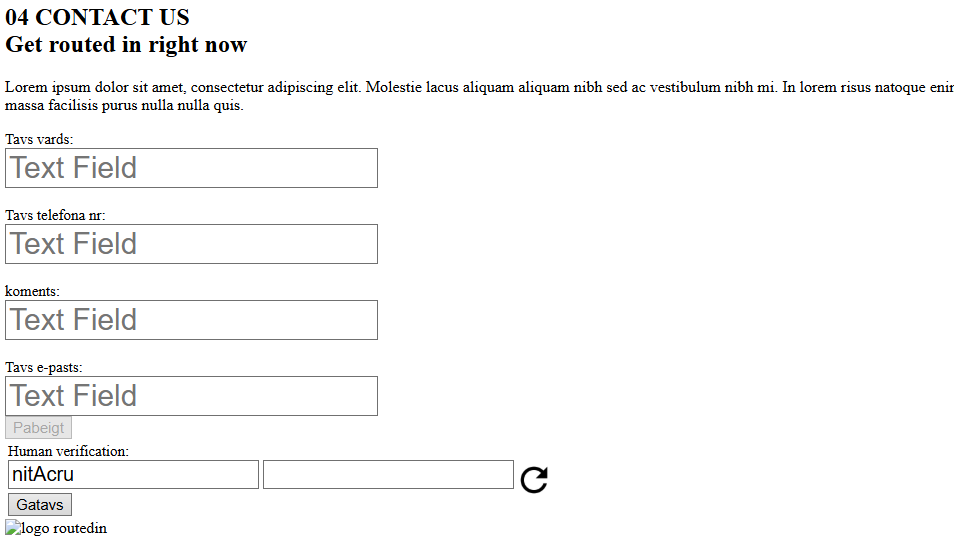 04 CONTACT US
Get routed in right now
Lorem ipsum dolor sit amet, consectetur adipiscing elit. Molestie lacus aliquam aliquam nibh sed ac vestibulum nibh mi. In lorem risus natoque
massa facilisis purus nulla nulla quis.
Tavs vards:
Text Field
Tavs telefona nr:
Text Field
koments:
Text Field
Tavs e-pasts:
Text Field
Pabeigt
Human verification:
nitAcru
Gatavs
logo routedin